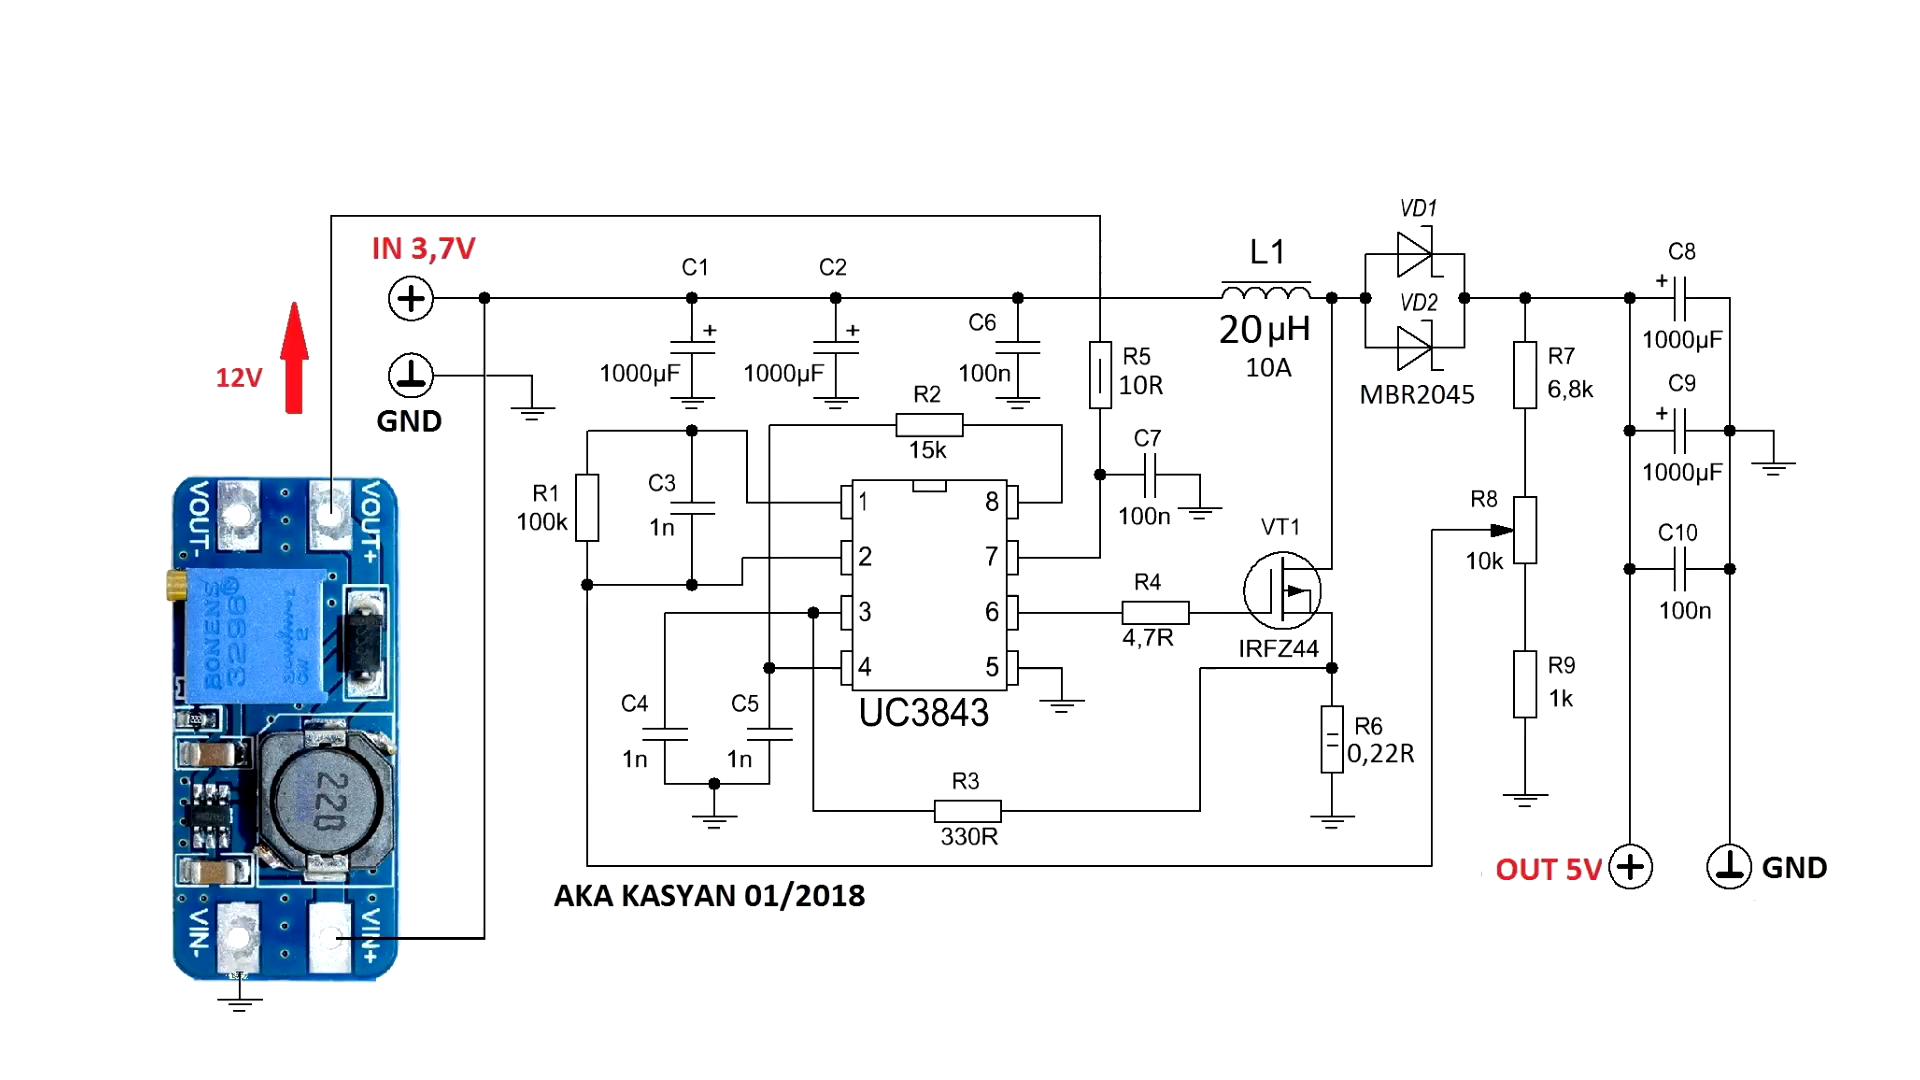 VD1
C8
+
IN 3,7V
C1
C2
L1
1000µF
VD2
+
+
C6
20µH
10A
12V
1000µF
1000µF
100n
R5
10R
MBR2045
R7
6,8k
C9
+
1000µF
GND
R2
15k
C7
100n
R1
100k
C3
1n
1
8
2
7
3
6
4
5
UC3843
VT1
IRFZ44
R4
4,7R
R8
10k
C10
100n
R9
1k
C4
1n
C5
1n
R6
0,22R
R3
330R
OUT 5V
GND
AKA KASYAN 01/2018
VOUT-
VOUT+
BONENS
3296
CW 2
220
VIN-
VIN+